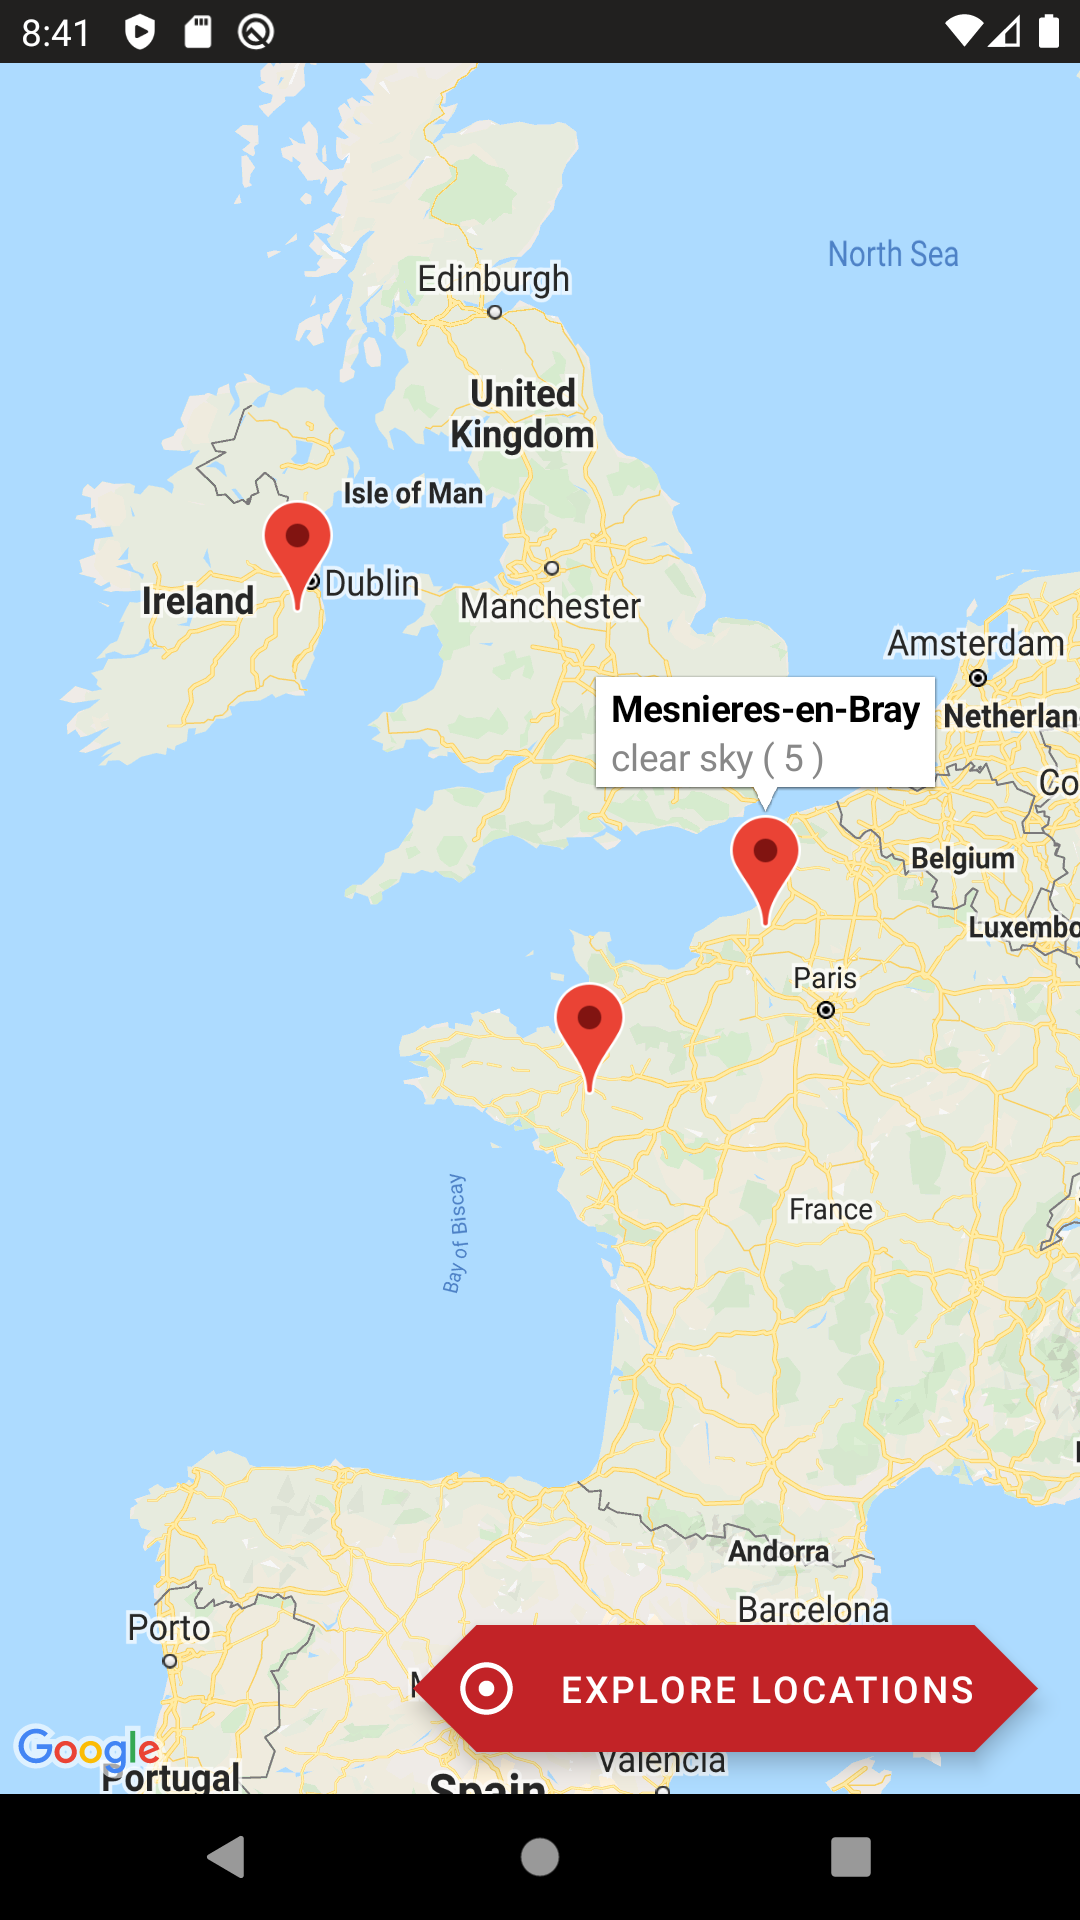 8:41
North Sea
Edinburgh
United
Kingdom
Isle of Man
Dublin
Ireland
Manchester
Amsterdam
Netherlan
Mesnieres-en-Bray
clear sky ( 5 )
Co
Belgium
Luxembo
Paris
Bay of Biscay
France
Andorra
Barcelona
Porto
EXPLORE LOCATIONS
Google
Valencia
Portugal
Spain